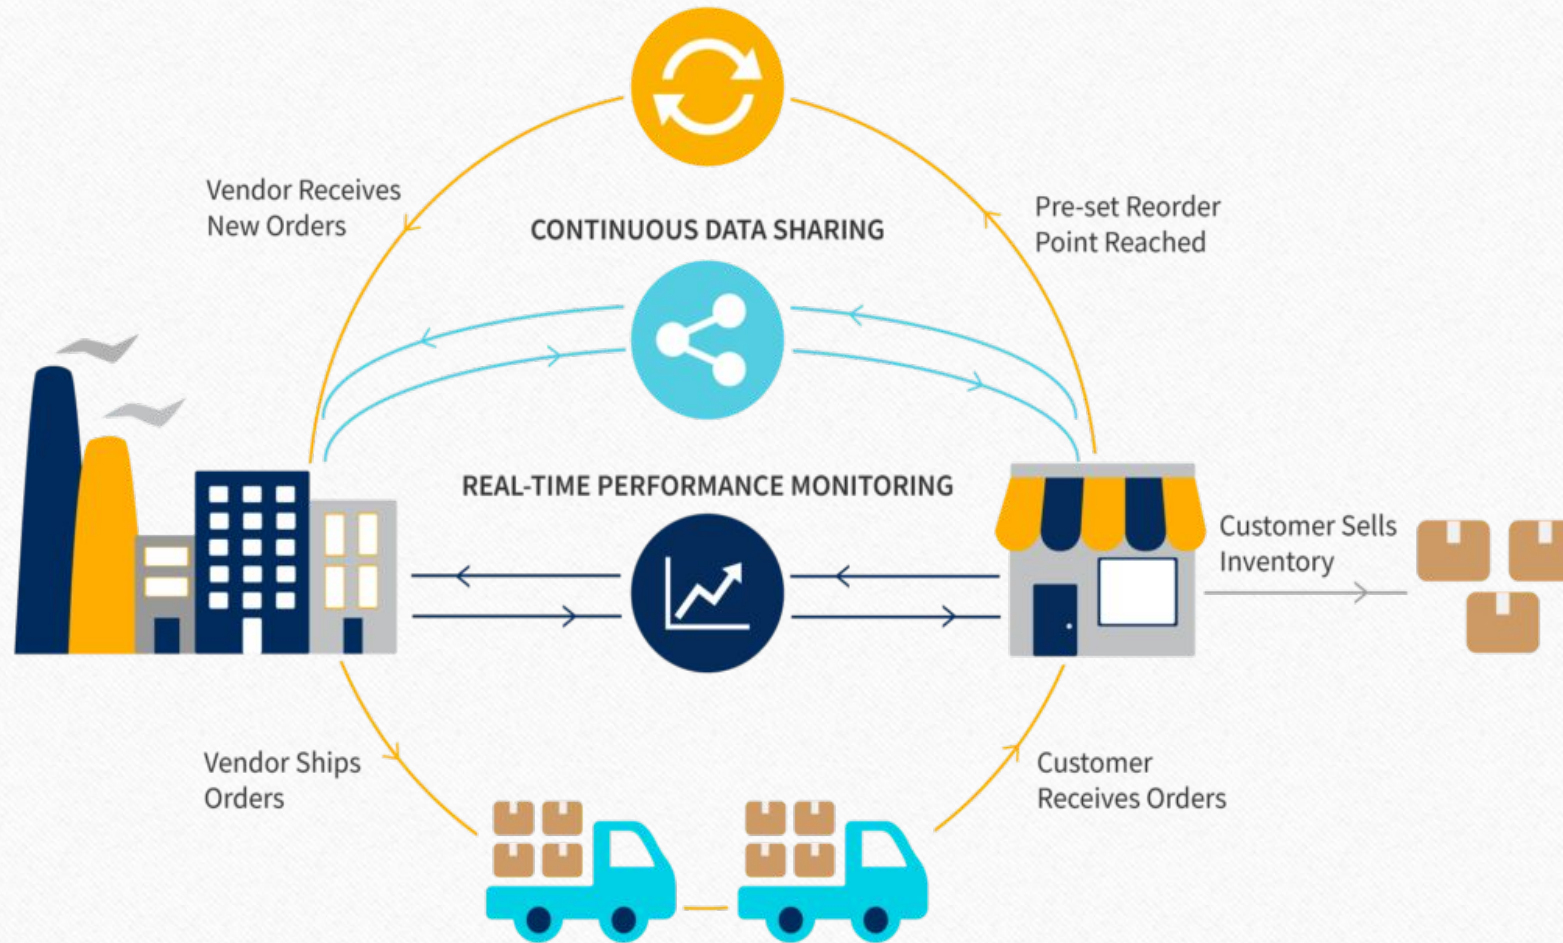 Vendor Receives
New Orders
CONTINUOUS DATA SHARING
Pre-set Reorder
Point Reached
REAL-TIME PERFORMANCE MONITORING
Customer Sells
Inventory
Vendor Ships
Orders
Customer
Receives Orders